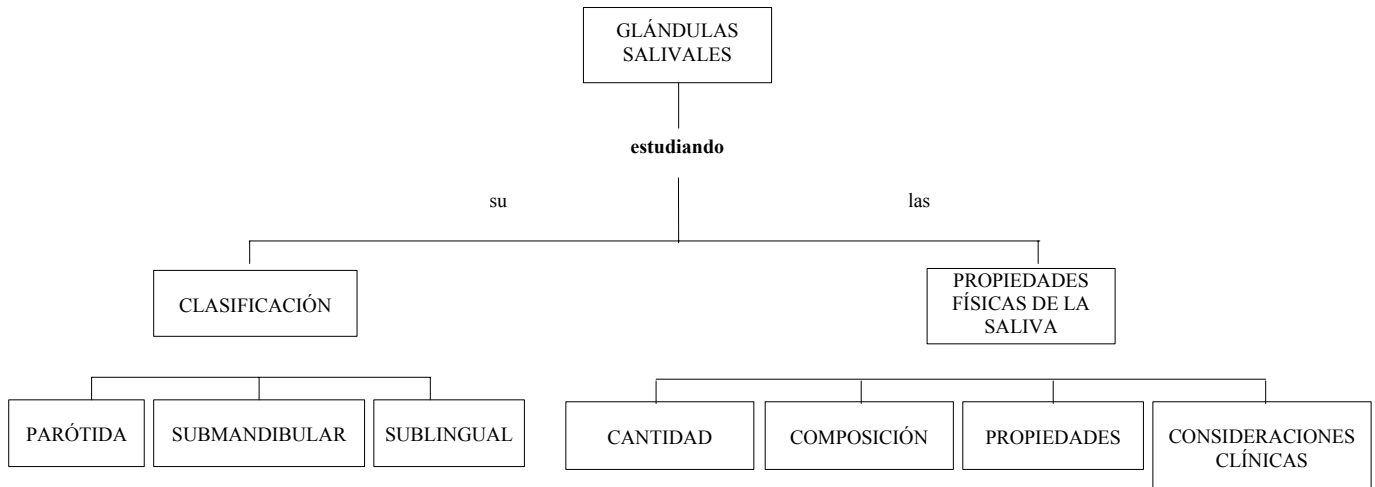 GLÁNDULAS
SALIVALES
estudiando
su
las
CLASIFICACIÓN
PROPIEDADES
FÍSICAS DE LA
SALIVA
PARÓTIDA
SUBMANDIBULAR
SUBLINGUAL
CANTIDAD
COMPOSICIÓN
PROPIEDADES
CONSIDERACIONES
CLÍNICAS